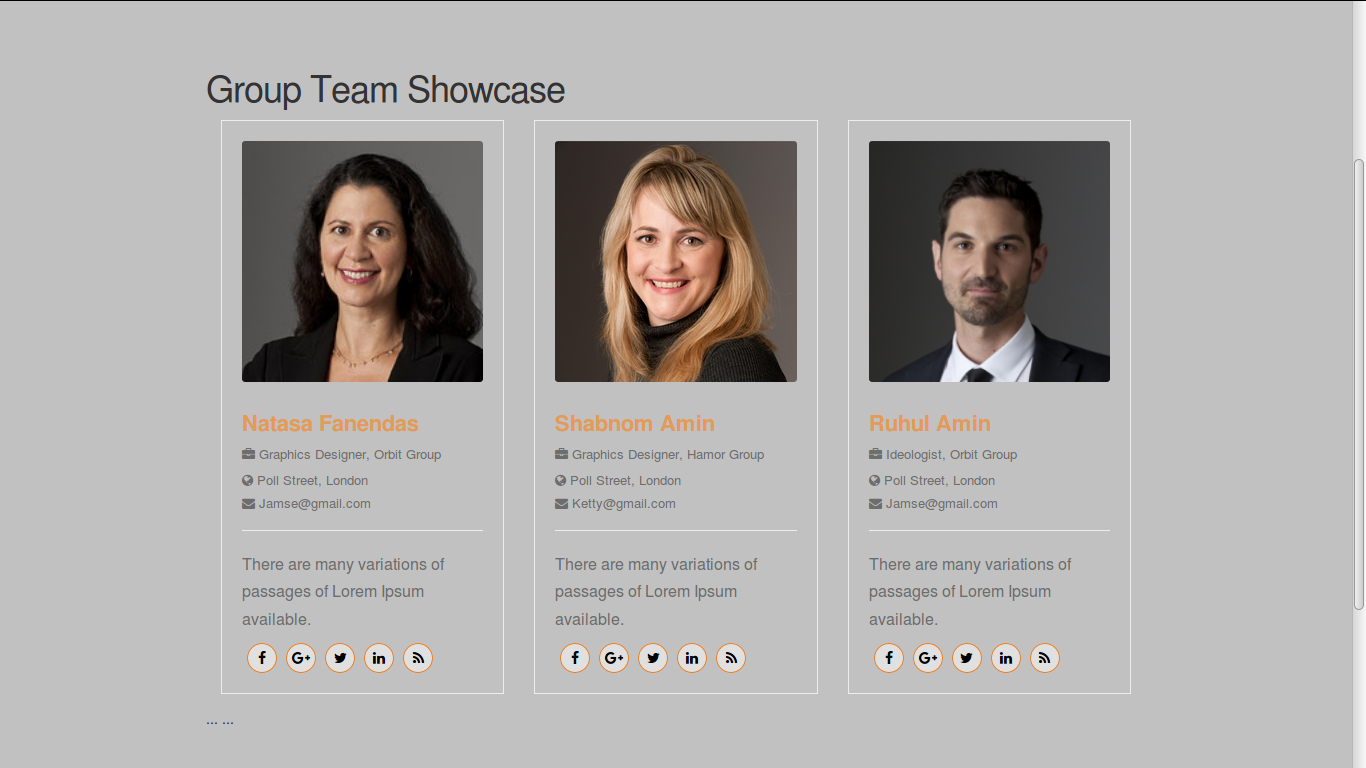 Group Team Showcase
Natasa Fanendas
Graphics Designer, Orbit Group
Poll Street, London
Jamse@gmail.com
There are many variations of
passages of Lorem Ipsum
available.
Shabnom Amin
Graphics Designer, Hamor Group
Poll Street, London
Ketty@gmail.com
There are many variations of
passages of Lorem Ipsum
available.
Ruhul Amin
Ideologist, Orbit Group
Poll Street, London
Jamse@gmail.com
There are many variations of
passages of Lorem Ipsum
available.
... ...